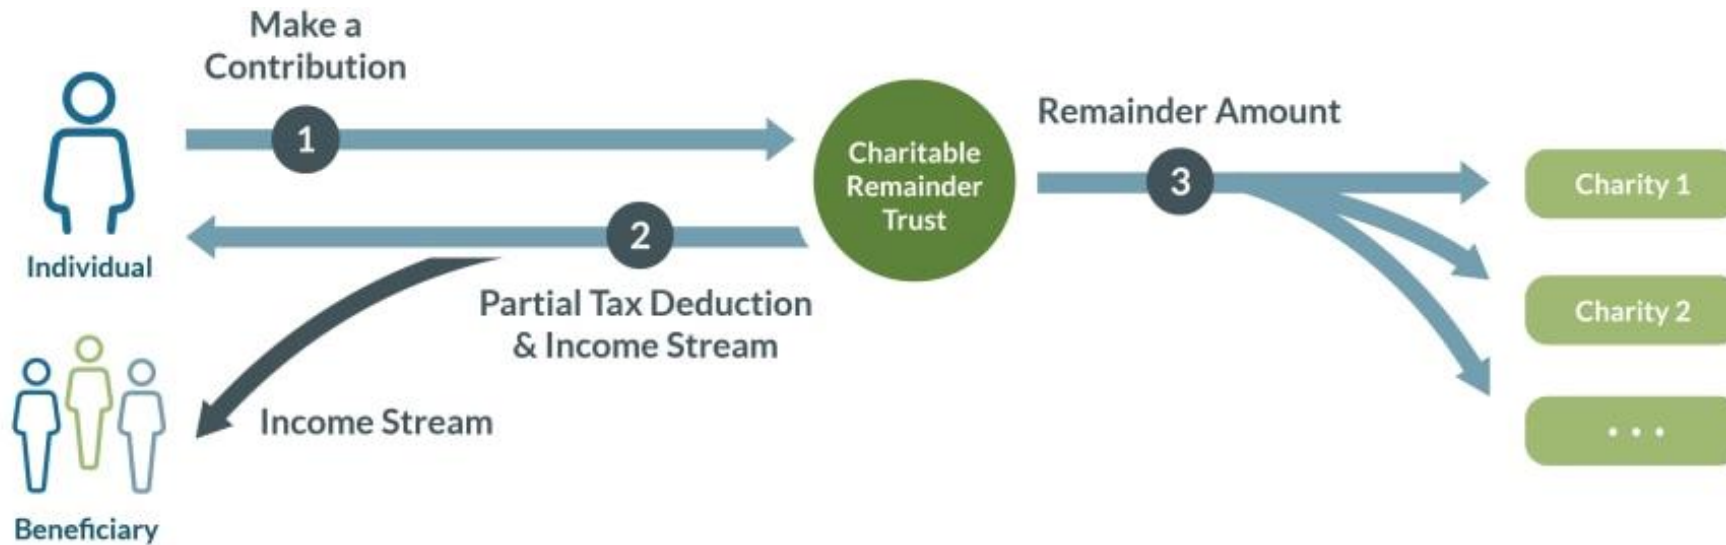 Make a
Contribution
1
Individual
2
Partial Tax Deduction
& Income Stream
Income Stream
Beneficiary
Charitable
Remainder
Trust
Remainder Amount
3
Charity 1
Charity 2
• • •